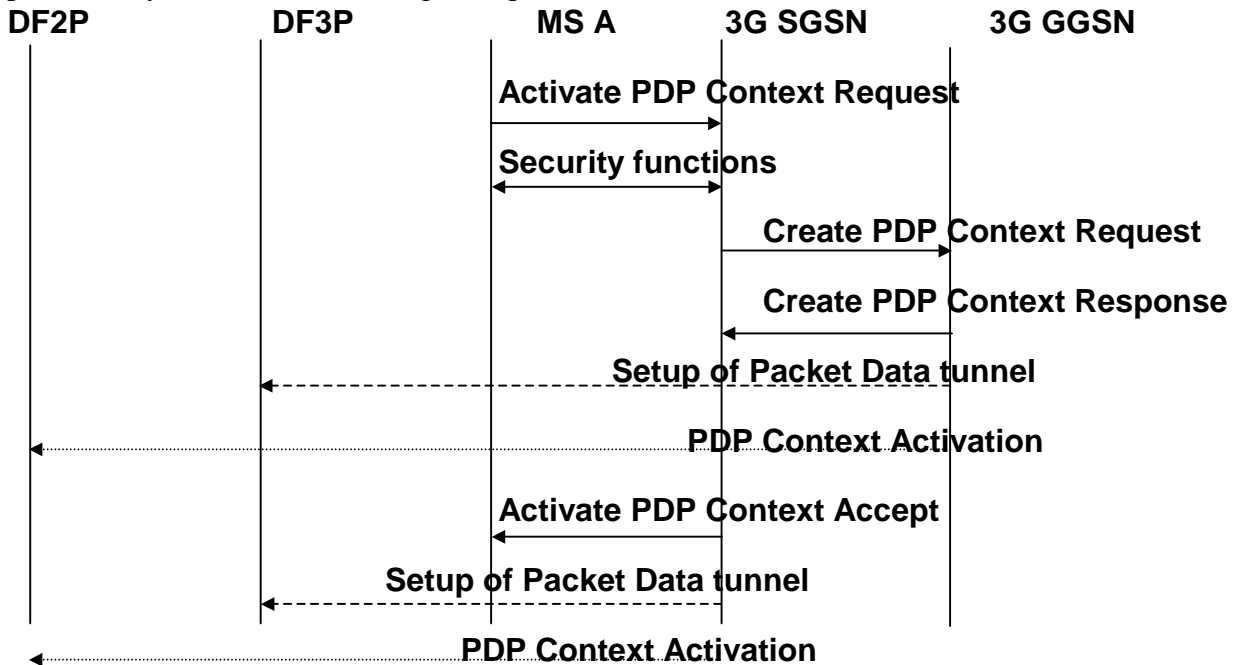 DF2P DF3P MS A 3G SGSN 3G GGSN
Activate PDP Context Request
Security functions
Create PDP Context Request
Create PDP Context Response
Setup of Packet Data tunnel
PDP Context Activation
Activate PDP Context Accept
Setup of Packet Data tunnel
PDP Context Activation